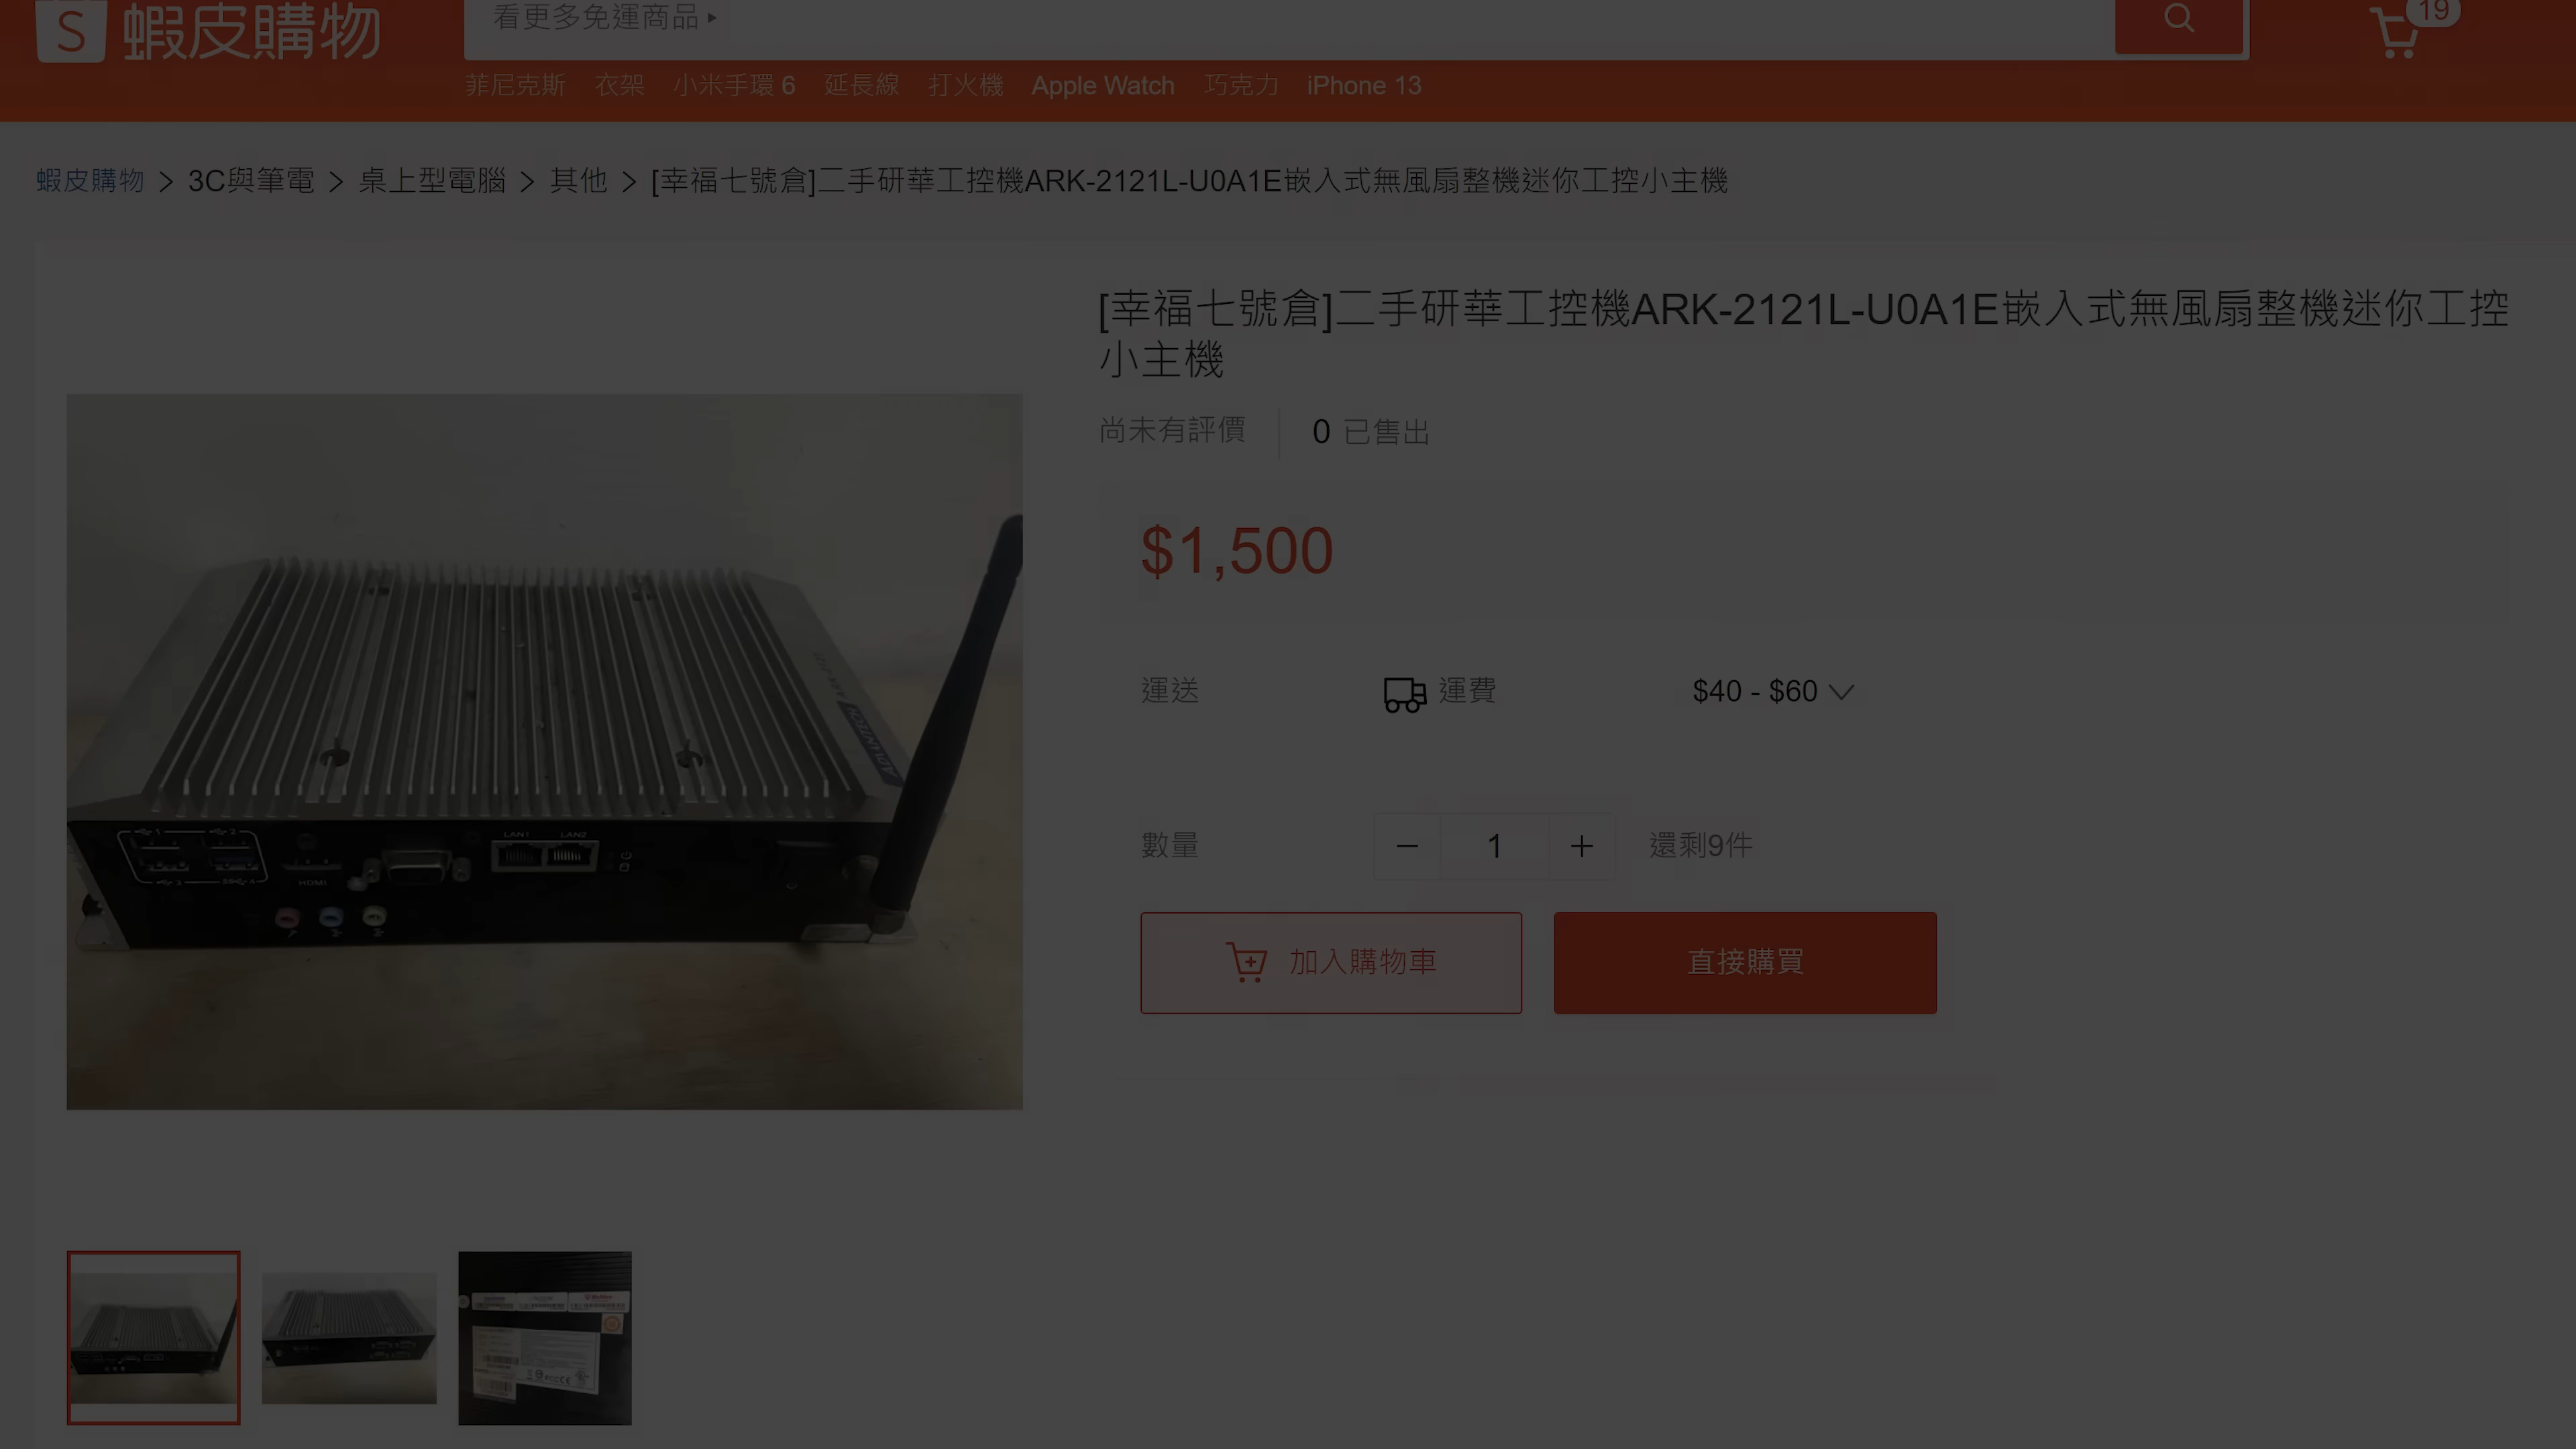 蝦皮購物
看更多免運商品 ▸
19
菲尼克斯 衣架 小米手環 6 延長線 打火機 Apple Watch 巧克力 iPhone 13
蝦皮購物 > 3C與筆電 > 桌上型電腦 > 其他 > [幸福七號倉]二手研華工控機ARK-2121L-U0A1E嵌入式無風扇整機迷你工控小主機
[幸福七號倉]二手研華工控機ARK-2121L-U0A1E嵌入式無風扇整機迷你工控
小主機
尚未有評價 0 已售出
$1,500
運送 運費 $40 - $60
ADVANTECH
LAN1 LAN2
HDMI
數量 − 1 + 還剩9件
加入購物車 直接購買